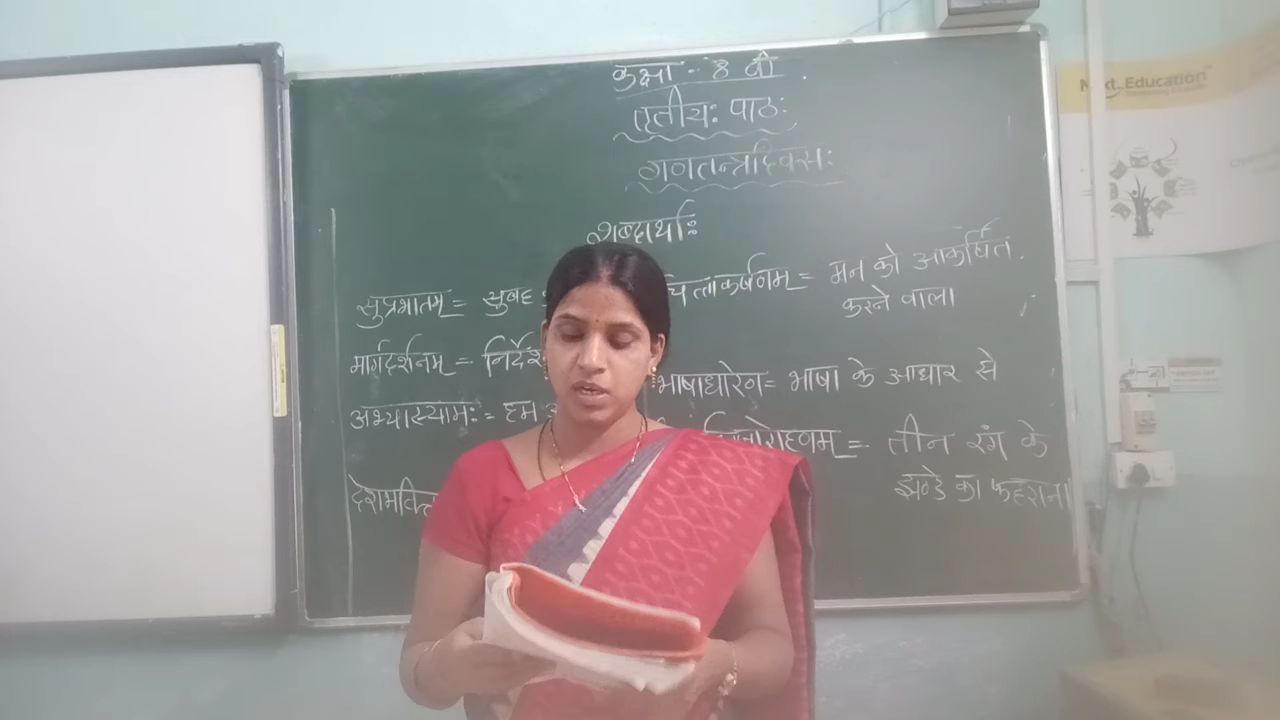 कक्षा - 8 वी
तृतीयः पाठः
गणतन्त्रदिवसः
शब्दार्थाः
सुप्रभातम् = सुबह
चित्ताकर्षणम् = मन को आकर्षित
करने वाला
मार्गदर्शनम् =
भाषाधारेण = भाषा के आधार से
अभ्यास्यामः = हम
= तीन रंग के
झण्डे का फहराना
Next Education